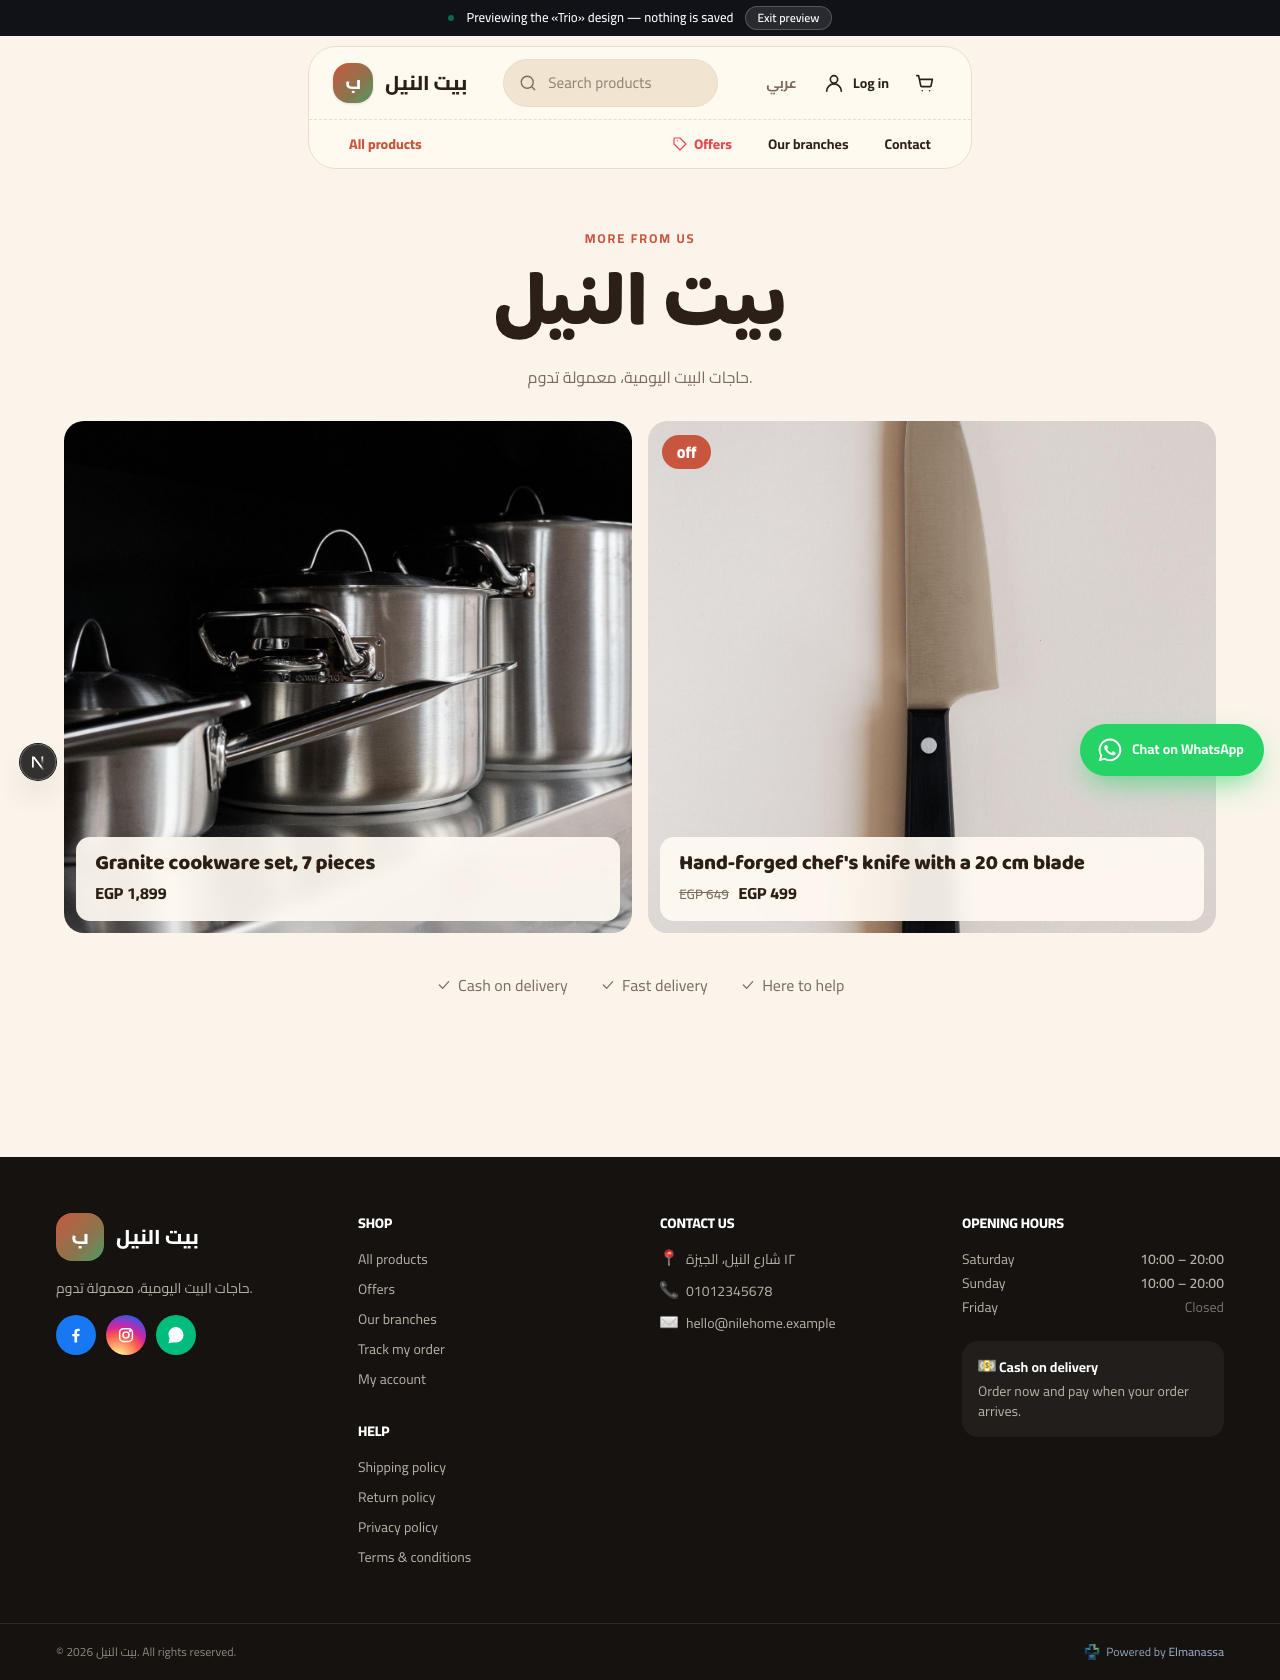 Previewing the «Trio» design — nothing is saved Exit preview
ب بيت النيل Search products عربي Log in
All products Offers Our branches Contact
MORE FROM US
بيت النيل
حاجات البيت اليومية، معمولة تدوم.
off
Granite cookware set, 7 pieces
EGP 1,899
Hand-forged chef's knife with a 20 cm blade
EGP 649 EGP 499
Chat on WhatsApp
N
Cash on delivery Fast delivery Here to help
ب بيت النيل
حاجات البيت اليومية، معمولة تدوم.
SHOP
All products
Offers
Our branches
Track my order
My account
HELP
Shipping policy
Return policy
Privacy policy
Terms & conditions
CONTACT US
١٢ شارع النيل، الجيزة
01012345678
hello@nilehome.example
OPENING HOURS
Saturday 10:00 – 20:00
Sunday 10:00 – 20:00
Friday Closed
Cash on delivery
Order now and pay when your order
arrives.
© 2026 بيت النيل. All rights reserved.
Powered by Elmanassa